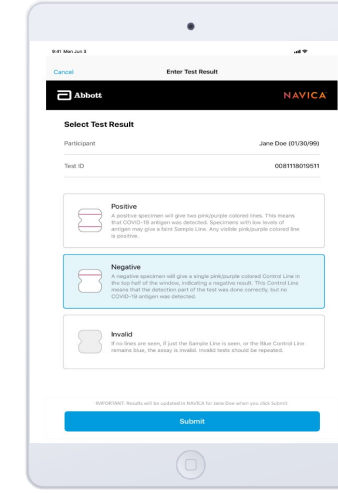 9:41 Mon Jun 3
Cancel
Enter Test Result
Abbott
NAVICA
Select Test Result
Participant
Jane Doe (01/30/99)
Test ID
0081118019511
Positive
A positive specimen will give two pink/purple colored lines. This means
that COVID-19 antigen was detected. Specimens with low levels of
antigen may give a faint Sample Line. Any visible pink/purple colored line
is positive.
Negative
A negative specimen will give a single pink/purple colored Control Line in
the top half of the window, indicating a negative result. This Control Line
means that the detection part of the test was done correctly, but no
COVID-19 antigen was detected.
Invalid
If no lines are seen, if just the Sample Line is seen, or the Blue Control Line
remains blue, the assay is invalid. Invalid tests should be repeated.
IMPORTANT: Results will be updated to NAVICA for Jane Doe when you click Submit
Submit